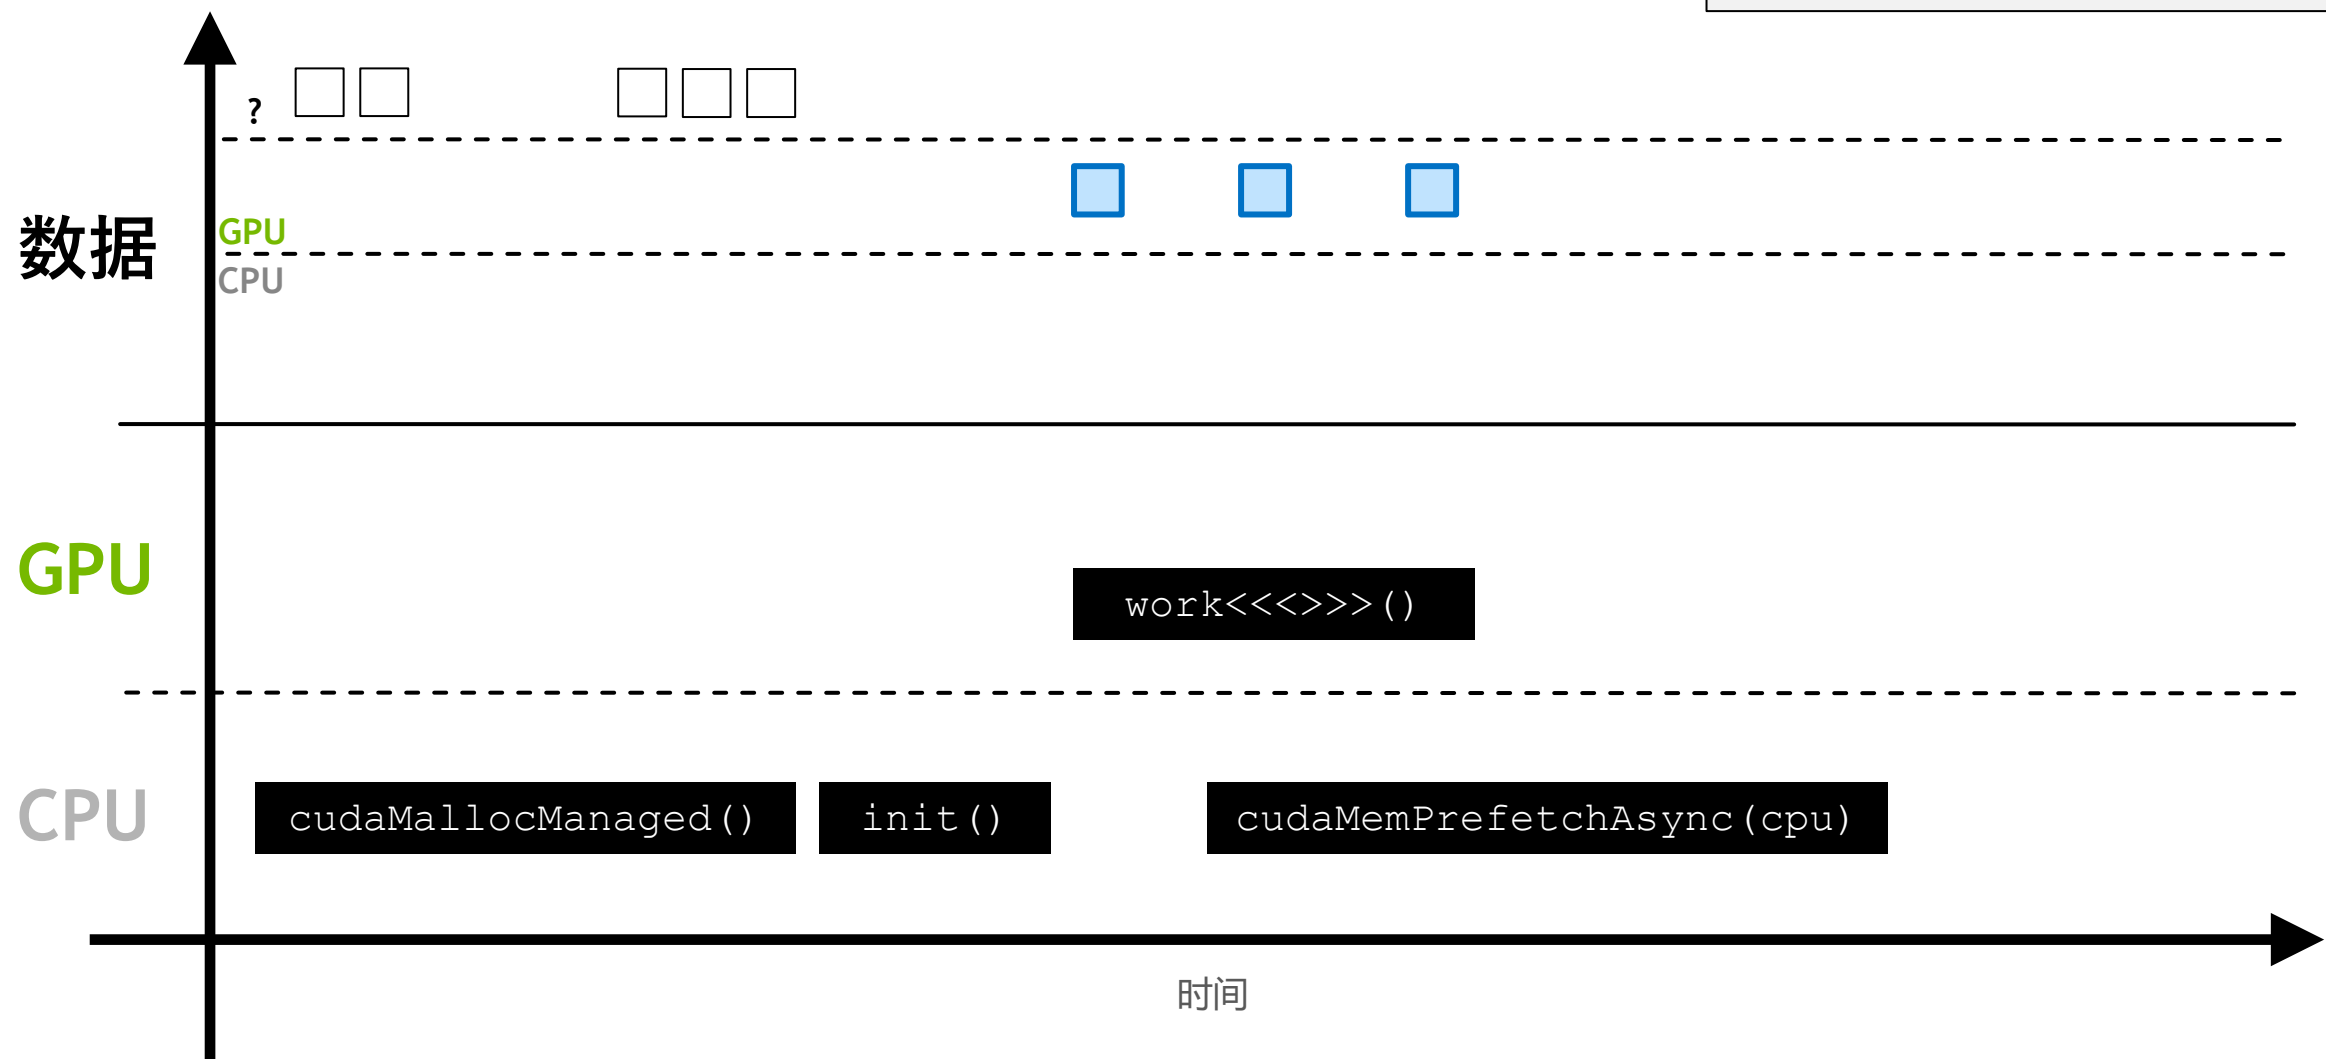 ?
数据
GPU
CPU
GPU
work<<<>>>()
CPU
cudaMallocManaged()
init()
cudaMemPrefetchAsync(cpu)
时间